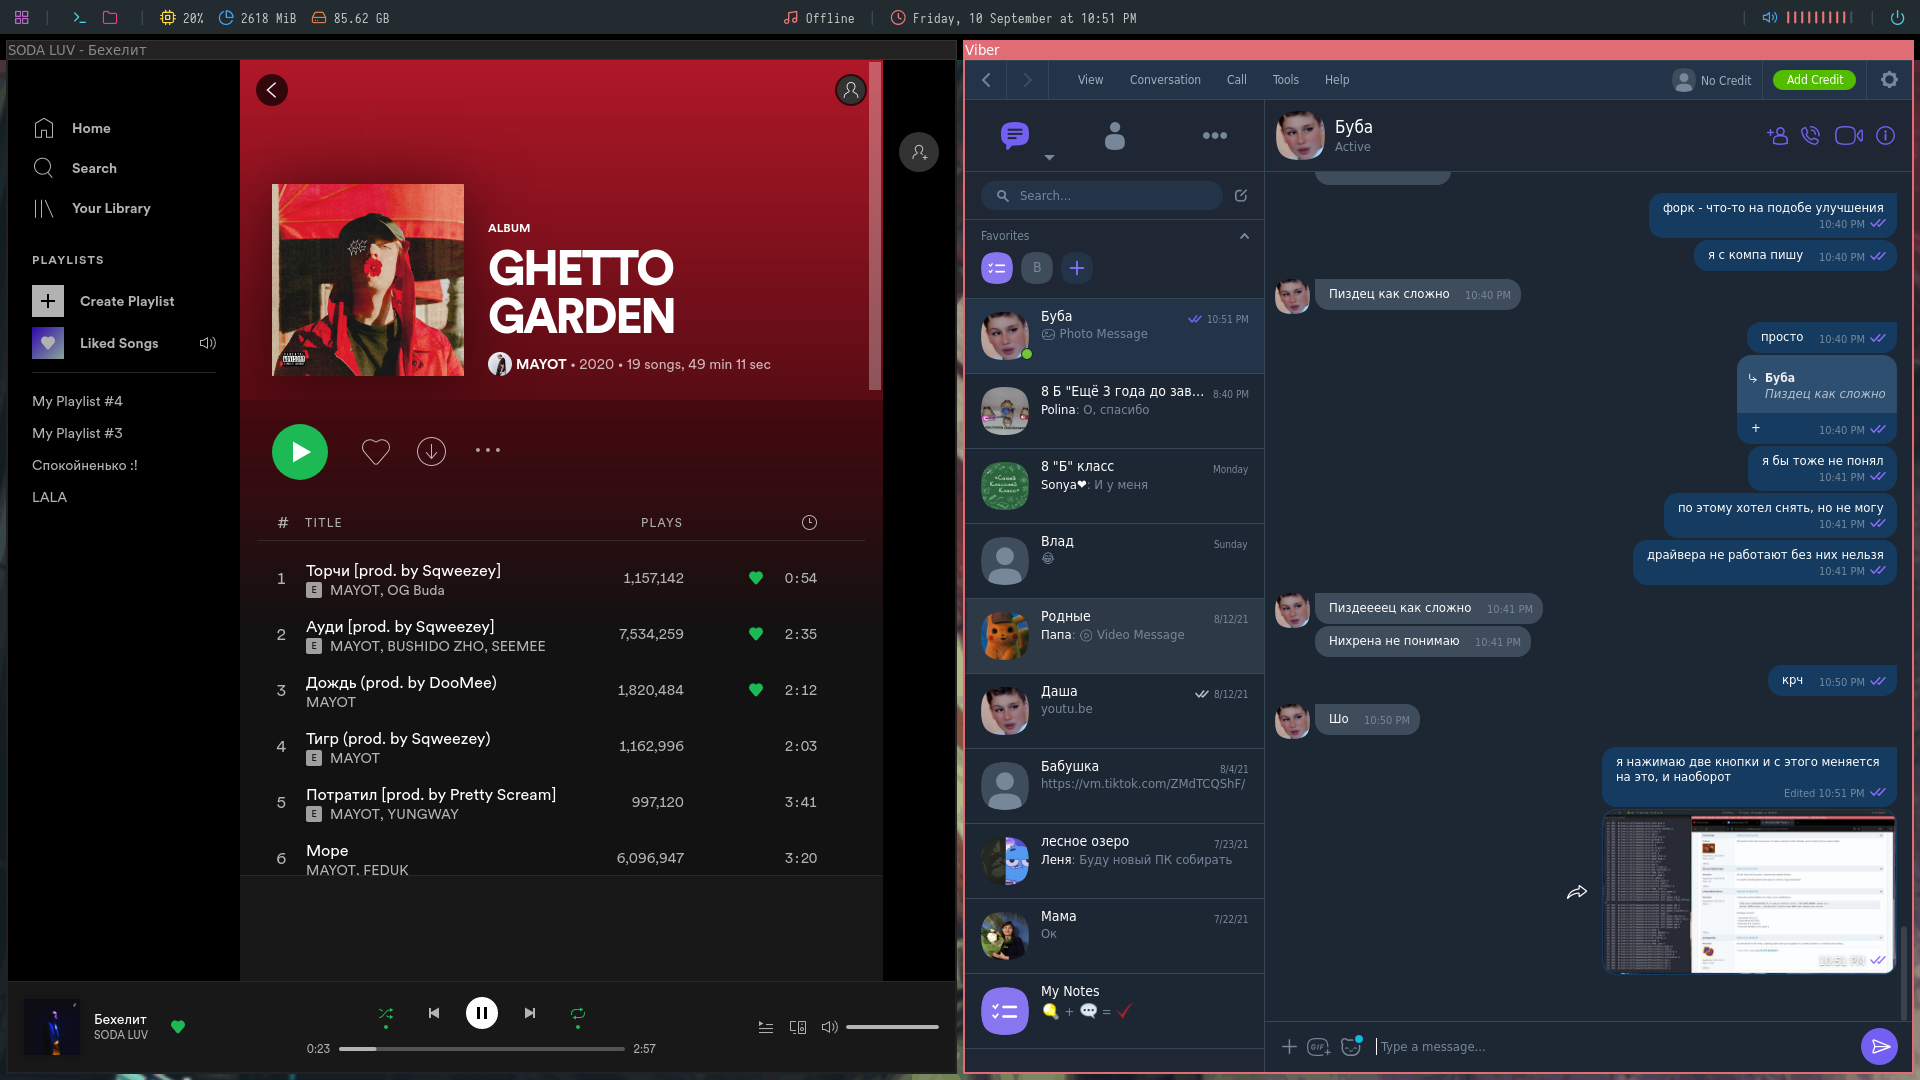 20%
2618 MiB
85.62 GB
Offline
Friday, 10 September at 10:51 PM
SODA LUV - Бехелит
Home
Search
Your Library
PLAYLISTS
Create Playlist
Liked Songs
My Playlist #4
My Playlist #3
Спокойненько :!
LALA
ALBUM
GHETTO
GARDEN
MAYOT • 2020 • 19 songs, 49 min 11 sec
# TITLE PLAYS
1 Торчи [prod. by Sqweezey] 1,157,142 0:54
E MAYOT, OG Buda
2 Ауди [prod. by Sqweezey] 7,534,259 2:35
E MAYOT, BUSHIDO ZHO, SEEMEE
3 Дождь (prod. by DooMee) 1,820,484 2:12
MAYOT
4 Тигр (prod. by Sqweezey) 1,162,996 2:03
E MAYOT
5 Потратил [prod. by Pretty Scream] 997,120 3:41
E MAYOT, YUNGWAY
6 Море 6,096,947 3:20
MAYOT, FEDUK
Бехелит
SODA LUV
0:23
2:57
Viber
View Conversation Call Tools Help
No Credit
Add Credit
Search...
Favorites
B
Буба 10:51 PM
Photo Message
8 Б "Ещё 3 года до зав... 8:40 PM
Polina: О, спасибо
8 "Б" класс Monday
Sonya❤: И у меня
Влад Sunday
Родные 8/12/21
Папа: Video Message
Даша 8/12/21
youtu.be
Бабушка 8/4/21
https://vm.tiktok.com/ZMdTCQShF/
лесное озеро 7/23/21
Леня: Буду новый ПК собирать
Мама 7/22/21
Ок
My Notes
+ =
Буба
Active
форк - что-то на подобе улучшения
10:40 PM
я с компа пишу 10:40 PM
Пиздец как сложно 10:40 PM
просто 10:40 PM
Буба
Пиздец как сложно
+ 10:40 PM
я бы тоже не понял
10:41 PM
по этому хотел снять, но не могу
10:41 PM
драйвера не работают без них нельзя
10:41 PM
Пиздеееец как сложно 10:41 PM
Нихрена не понимаю 10:41 PM
крч 10:50 PM
Шо 10:50 PM
я нажимаю две кнопки и с этого меняется
на это, и наоборот
Edited 10:51 PM
10:51 PM
GIF
Type a message...